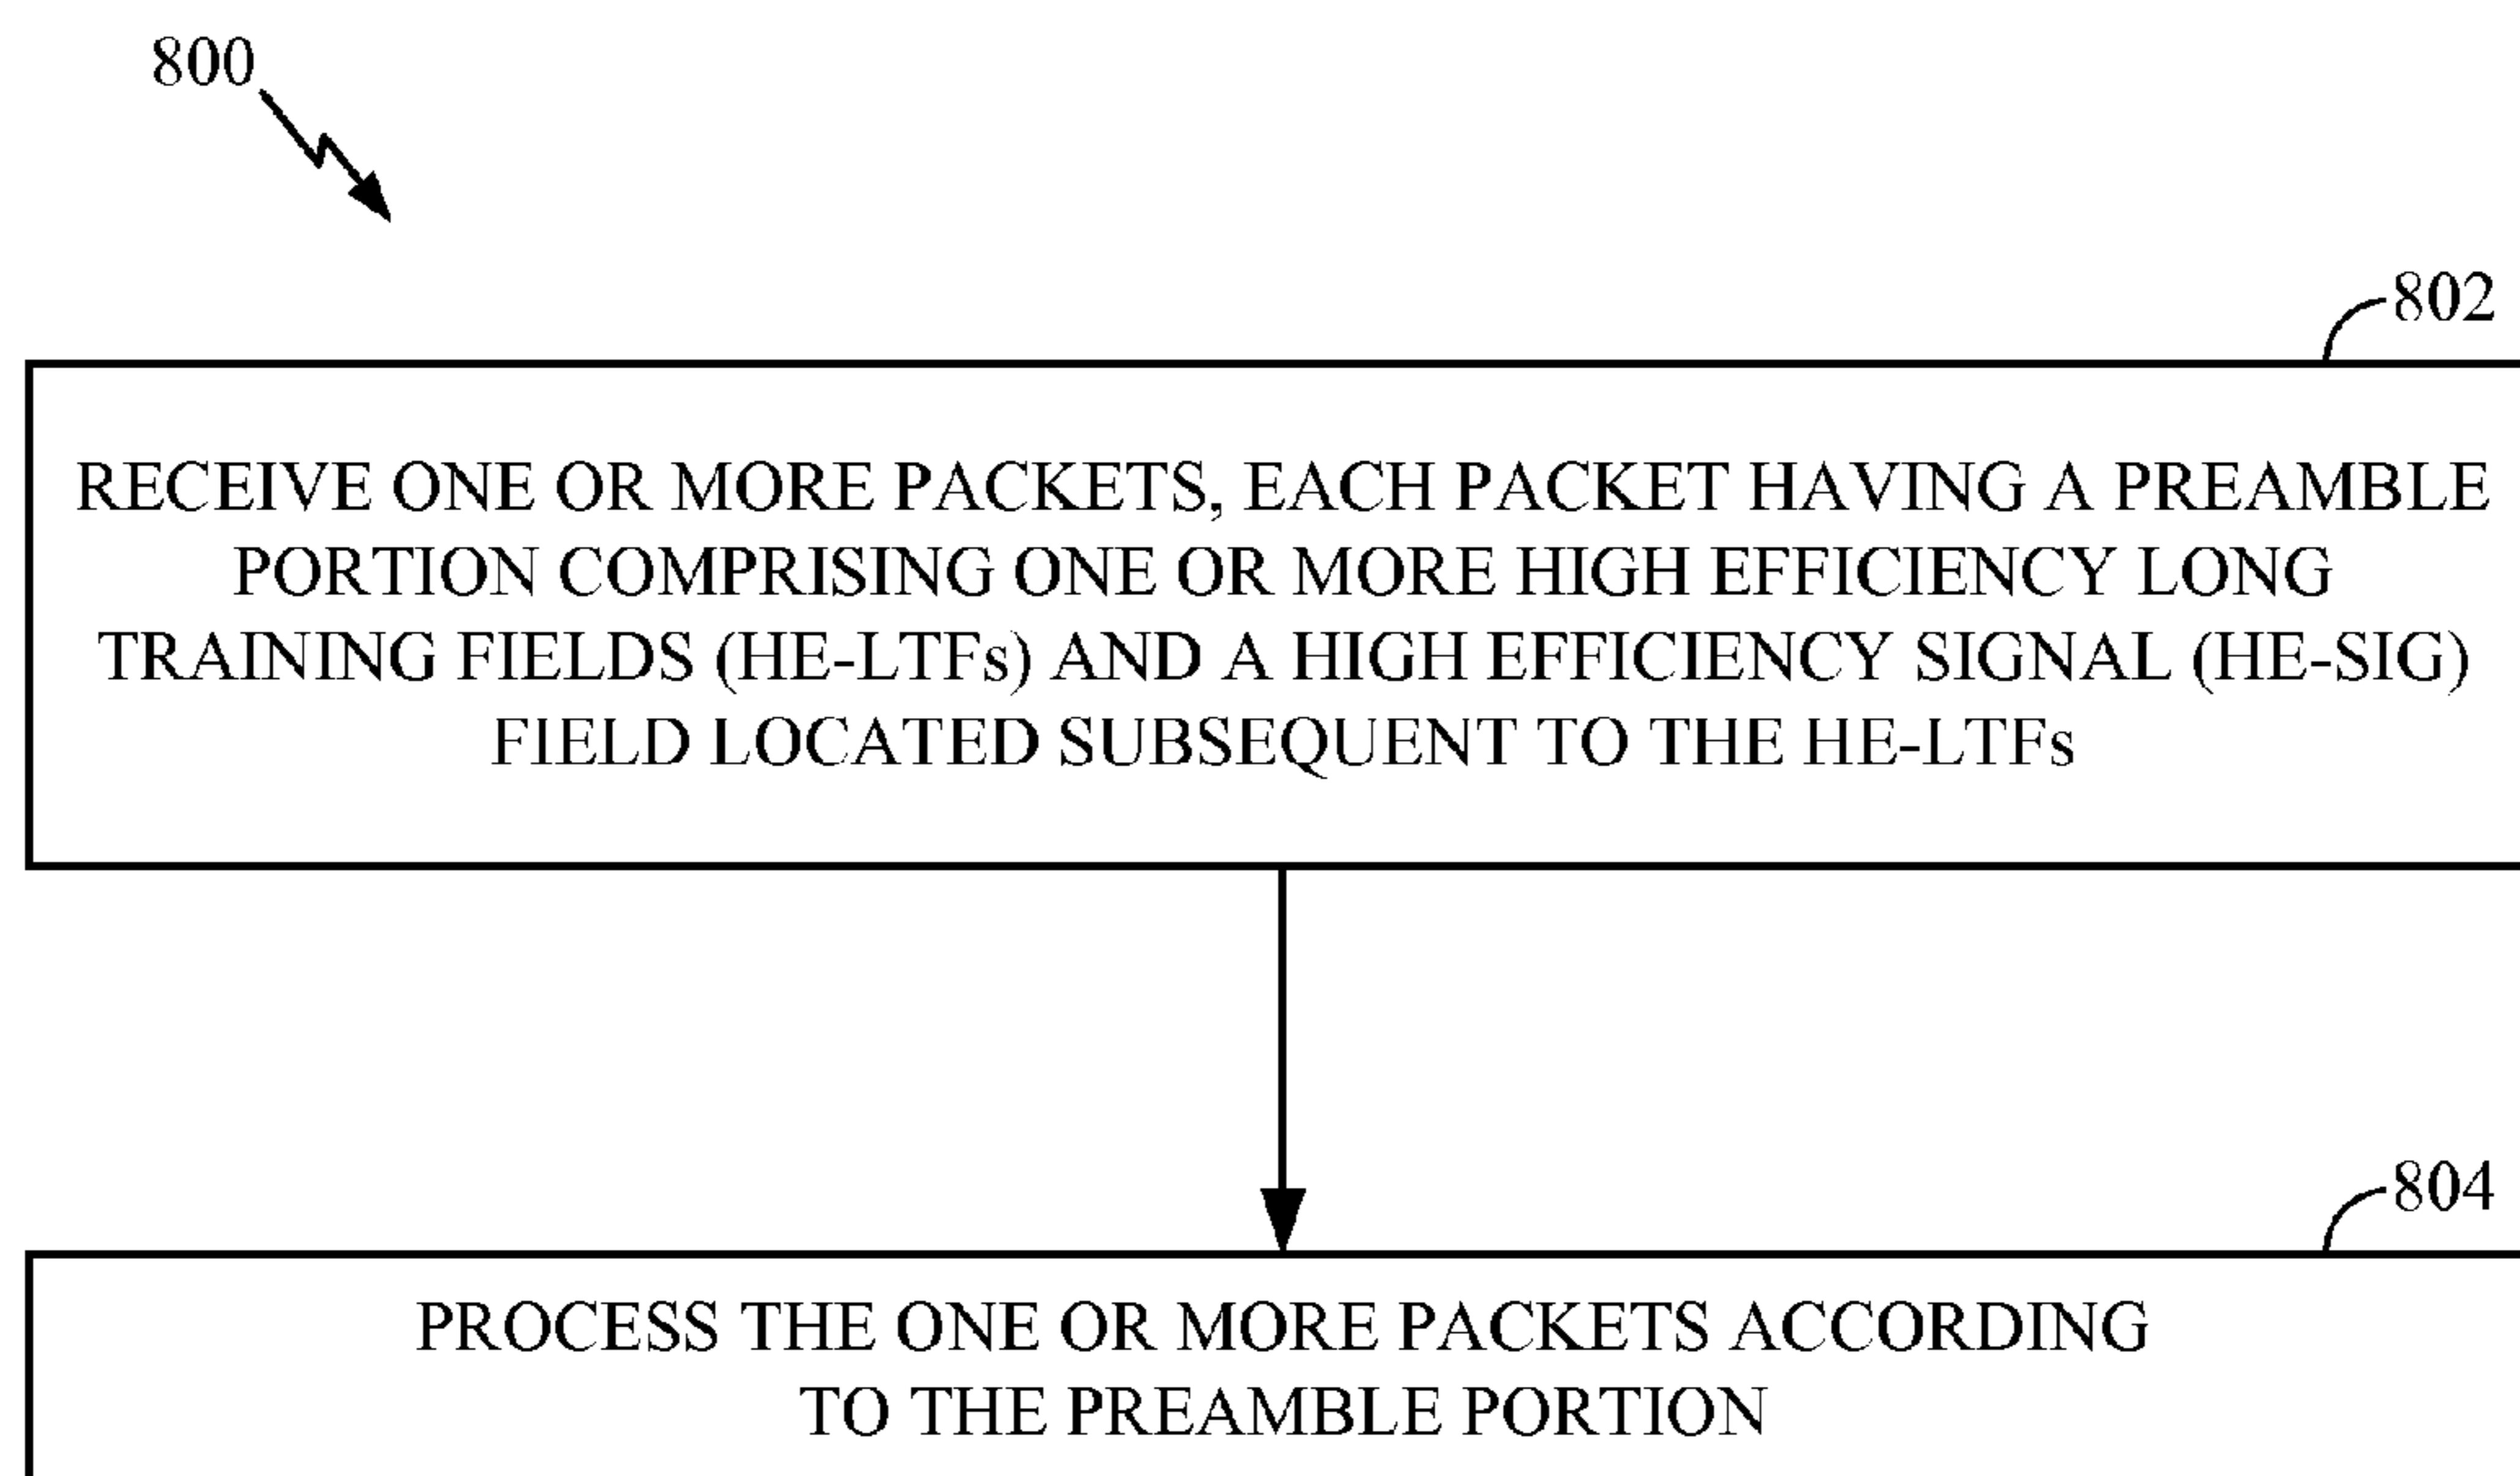 800
802
RECEIVE ONE OR MORE PACKETS, EACH PACKET HAVING A PREAMBLE
PORTION COMPRISING ONE OR MORE HIGH EFFICIENCY LONG
TRAINING FIELDS (HE-LTFs) AND A HIGH EFFICIENCY SIGNAL (HE-SIG)
FIELD LOCATED SUBSEQUENT TO THE HE-LTFs
804
PROCESS THE ONE OR MORE PACKETS ACCORDING
TO THE PREAMBLE PORTION